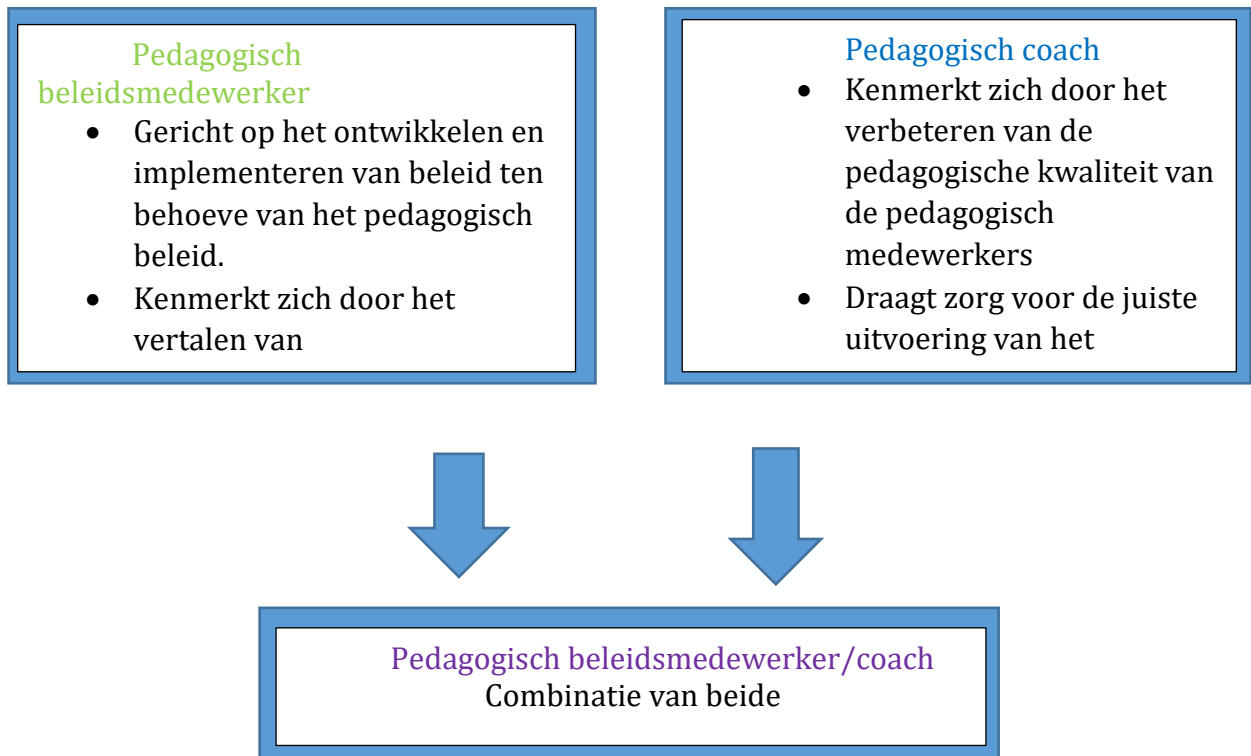 Pedagogisch
beleidsmedewerker
• Gericht op het ontwikkelen en
implementeren van beleid ten
behoeve van het pedagogisch
beleid.
• Kenmerkt zich door het
vertalen van
Pedagogisch coach
• Kenmerkt zich door het
verbeteren van de
pedagogische kwaliteit van
de pedagogisch
medewerkers
• Draagt zorg voor de juiste
uitvoering van het
Pedagogisch beleidsmedewerker/coach
Combinatie van beide